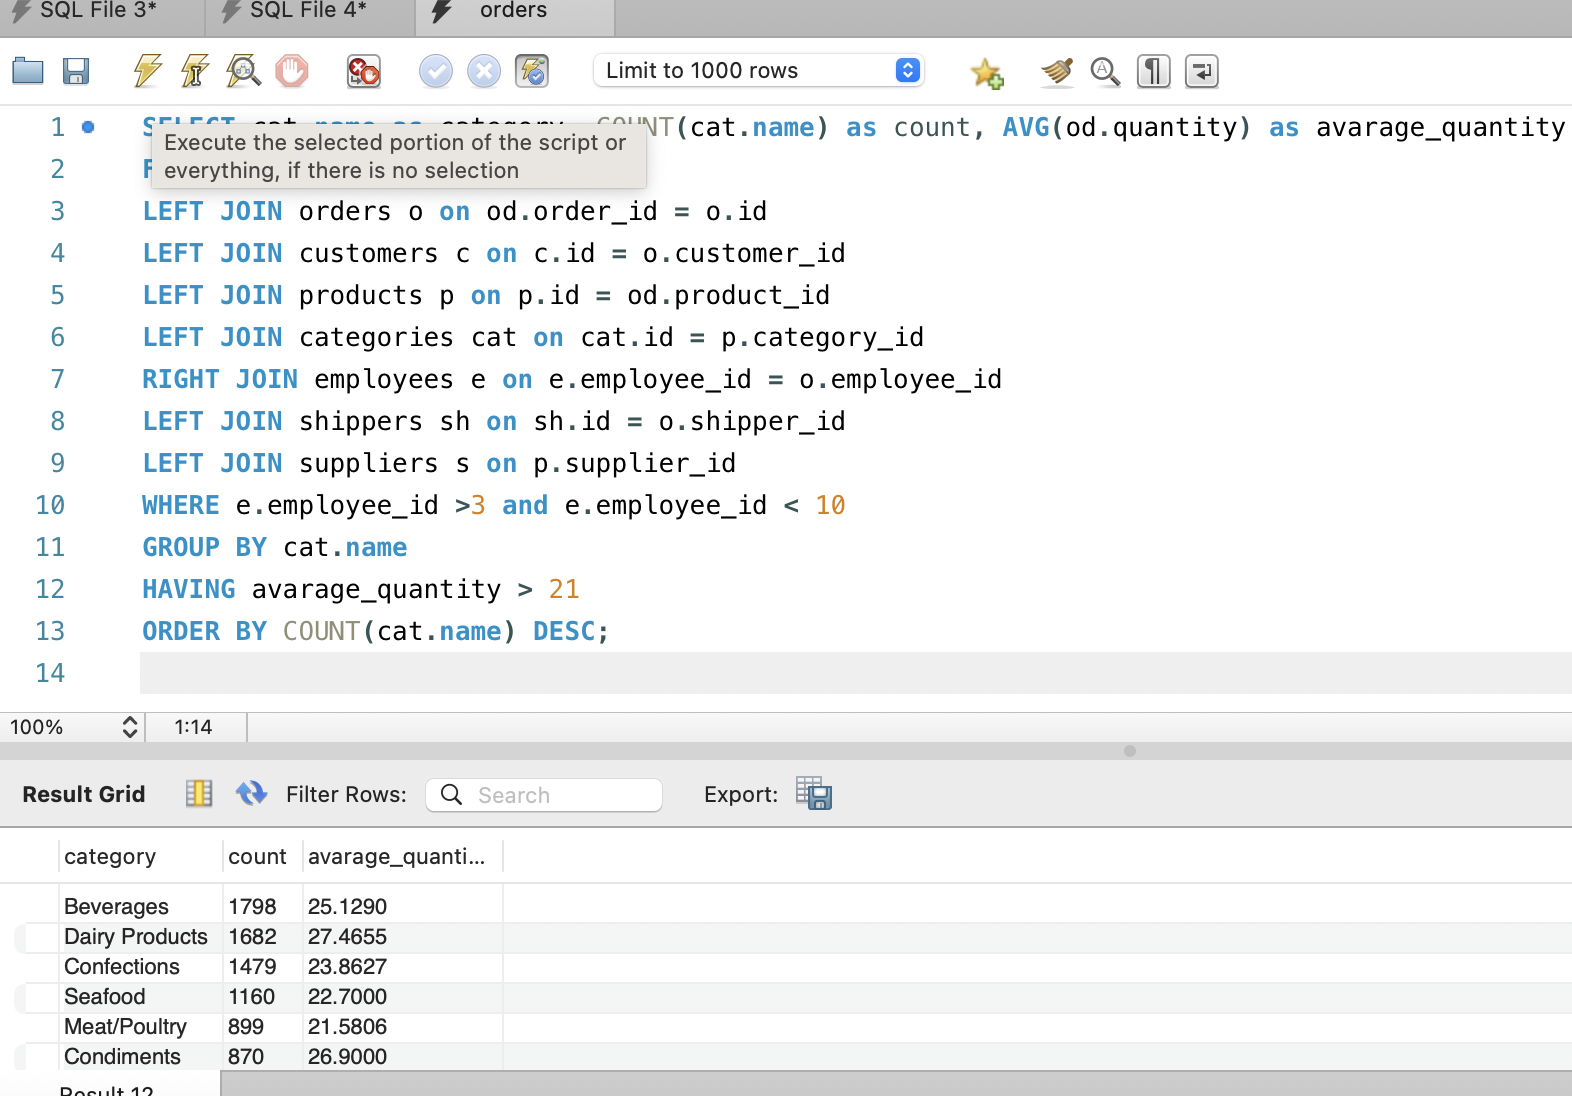 SQL File 3*
SQL File 4*
orders
Limit to 1000 rows
1 SELECT cat.name as category, COUNT(cat.name) as count, AVG(od.quantity) as avarage_quantity
Execute the selected portion of the script or
everything, if there is no selection
2
3 LEFT JOIN orders o on od.order_id = o.id
4 LEFT JOIN customers c on c.id = o.customer_id
5 LEFT JOIN products p on p.id = od.product_id
6 LEFT JOIN categories cat on cat.id = p.category_id
7 RIGHT JOIN employees e on e.employee_id = o.employee_id
8 LEFT JOIN shippers sh on sh.id = o.shipper_id
9 LEFT JOIN suppliers s on p.supplier_id
10 WHERE e.employee_id >3 and e.employee_id < 10
11 GROUP BY cat.name
12 HAVING avarage_quantity > 21
13 ORDER BY COUNT(cat.name) DESC;
14
100% 1:14
Result Grid Filter Rows: Search Export:
category count avarage_quanti...
Beverages 1798 25.1290
Dairy Products 1682 27.4655
Confections 1479 23.8627
Seafood 1160 22.7000
Meat/Poultry 899 21.5806
Condiments 870 26.9000
Result 12